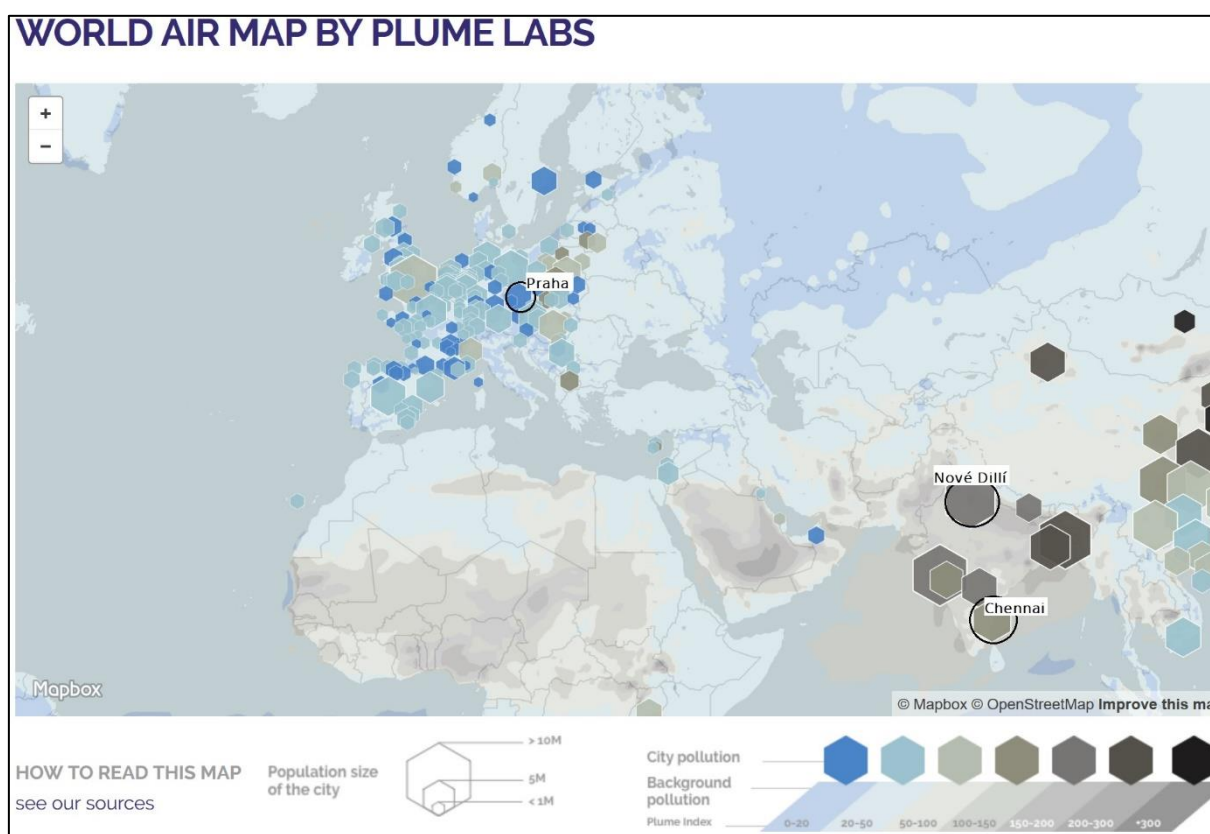 WORLD AIR MAP BY PLUME LABS
+
−
Praha
Nové Dillí
Chennai
Mapbox
© Mapbox © OpenStreetMap Improve this ma
HOW TO READ THIS MAP
see our sources
Population size
of the city
> 10M
5M
< 1M
City pollution
Background
pollution
Plume Index
0-20 20-50 50-100 100-150 150-200 200-300 +300